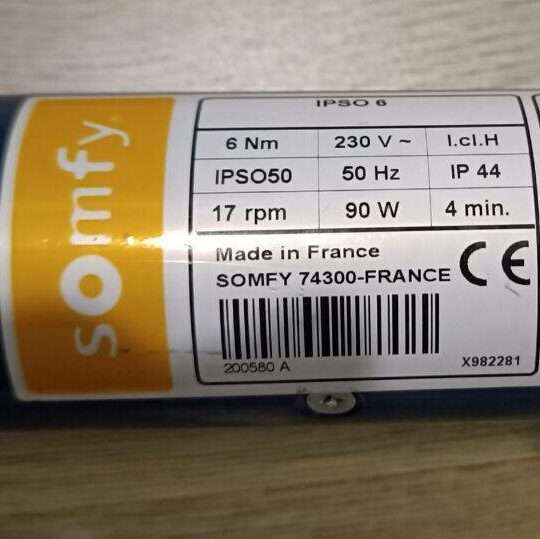 somfy
IPSO 6
6 Nm 230 V ~ I.cl.H
IPSO50 50 Hz IP 44
17 rpm 90 W 4 min.
Made in France
SOMFY 74300-FRANCE CE
200580 A X982281